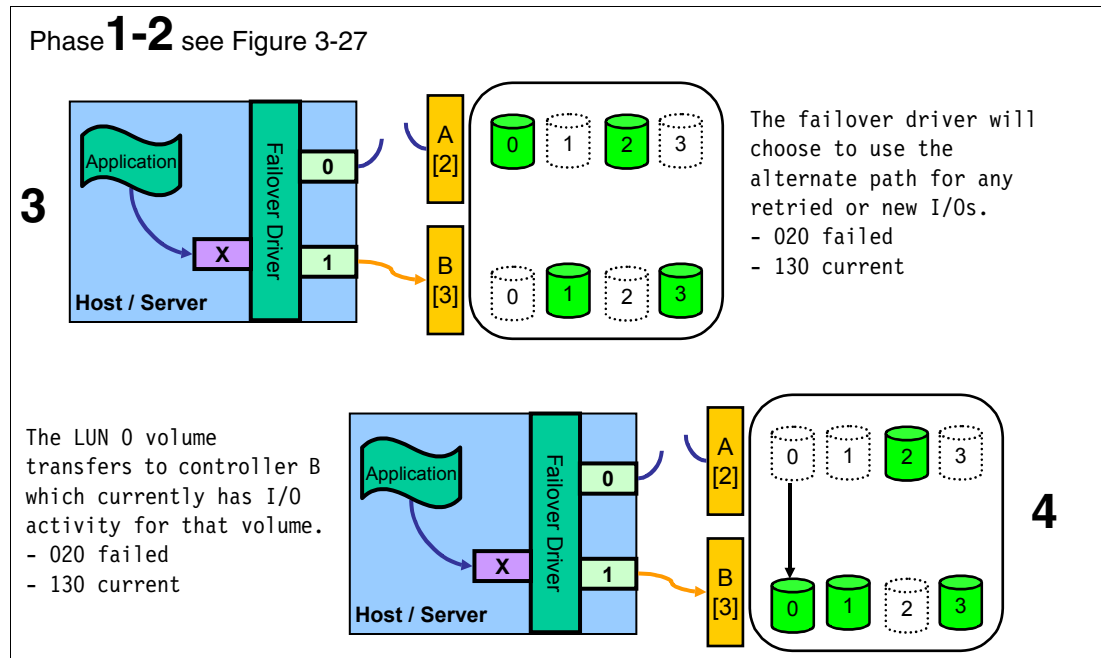 Phase 1-2 see Figure 3-27
3
Application
Failover Driver
0
X
1
Host / Server
A
[2]
B
[3]
0 1 2 3
0 1 2 3
The failover driver will
choose to use the
alternate path for any
retried or new I/Os.
- 020 failed
- 130 current
The LUN 0 volume
transfers to controller B
which currently has I/O
activity for that volume.
- 020 failed
- 130 current
Application
Failover Driver
0
X
1
Host / Server
A
[2]
B
[3]
0 1 2 3
0 1 2 3
4